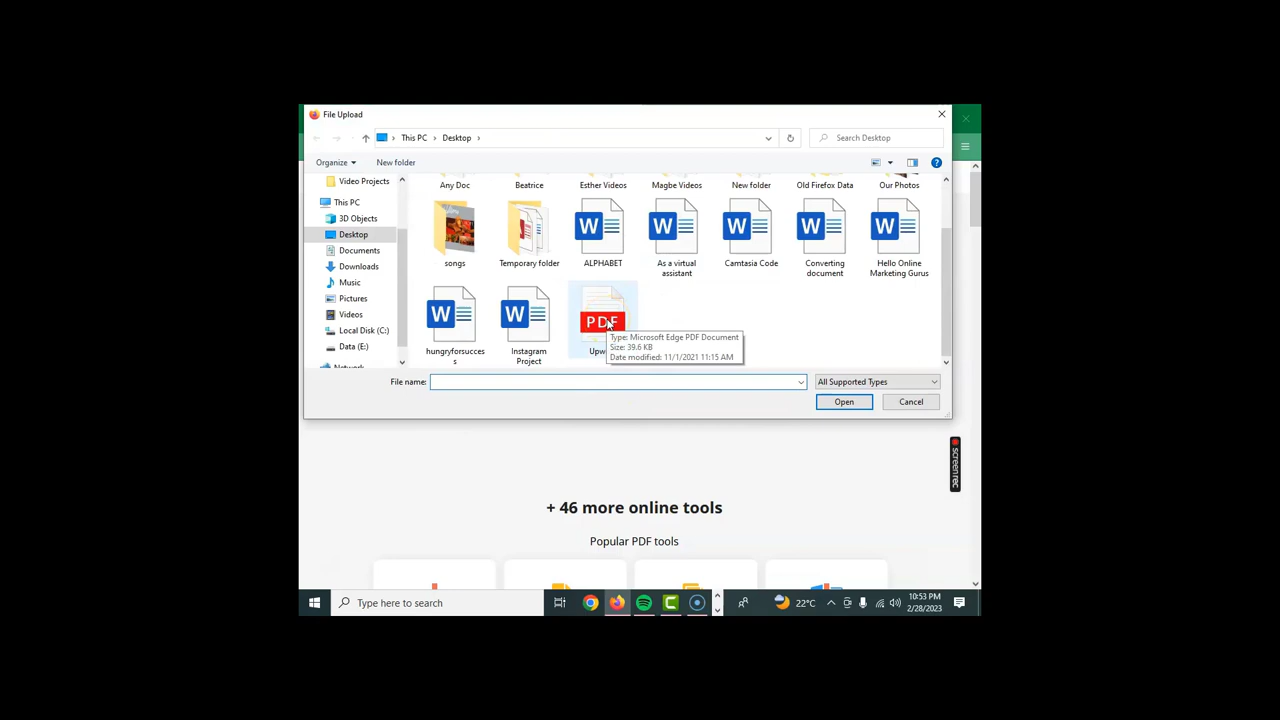 File Upload
This PC
Desktop
Search Desktop
Organize
New folder
Video Projects
This PC
3D Objects
Desktop
Documents
Downloads
Music
Pictures
Videos
Local Disk (C:)
Data (E:)
Network
Any Doc
Beatrice
Esther Videos
Magbe Videos
New folder
Old Firefox Data
Our Photos
songs
Temporary folder
ALPHABET
As a virtual
assistant
Camtasia Code
Converting
document
Hello Online
Marketing Gurus
hungryforsucces
s
Instagram
Project
PDF
Type: Microsoft Edge PDF Document
Size: 39.6 KB
Date modified: 11/1/2021 11:15 AM
File name:
All Supported Types
Open
Cancel
screenrec
+ 46 more online tools
Popular PDF tools
Type here to search
22°C
10:53 PM
2/28/2023